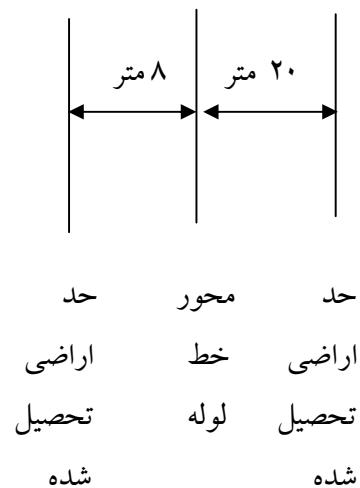 ۲۰ متر ۸ متر
حد محور حد
اراضی خط اراضی
تحصیل لوله تحصیل
شده شده